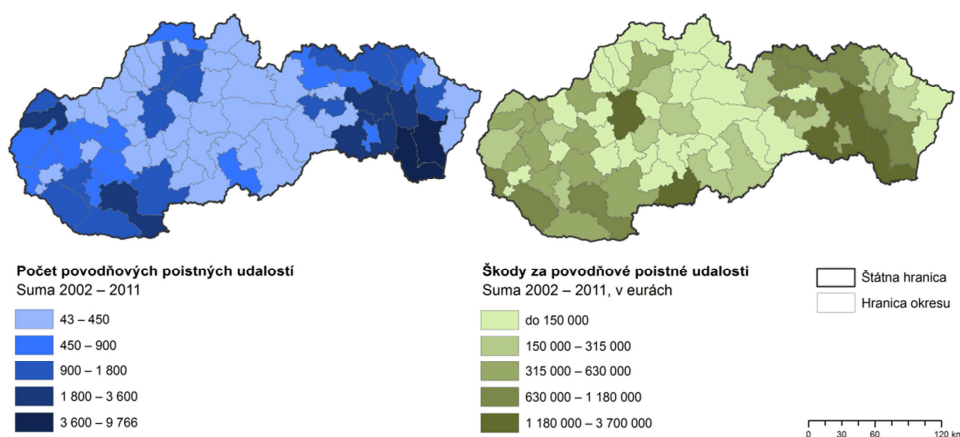 Počet povodňových poistných udalostí
Suma 2002 – 2011
43 – 450
450 – 900
900 – 1 800
1 800 – 3 600
3 600 – 9 766
Škody za povodňové poistné udalosti
Suma 2002 – 2011, v eurách
do 150 000
150 000 – 315 000
315 000 – 630 000
630 000 – 1 180 000
1 180 000 – 3 700 000
Štátna hranica
Hranica okresu
0 30 60 120 km